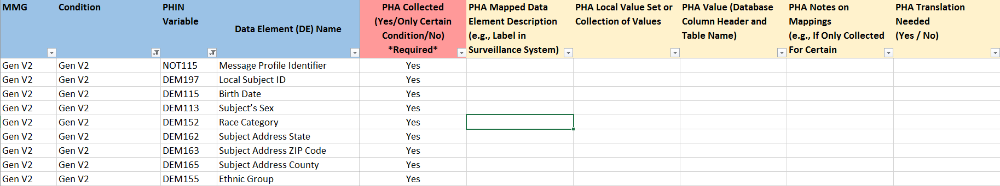 MMG Condition PHIN Variable Data Element (DE) Name PHA Collected (Yes/Only Certain Condition/No) *Required* PHA Mapped Data Element Description (e.g., Label in Surveillance System) PHA Local Value Set or Collection of Values PHA Value (Database Column Header and Table Name) PHA Notes on Mappings (e.g., If Only Collected For Certain PHA Translation Needed (Yes / No)
Gen V2 Gen V2 NOT115 Message Profile Identifier Yes
Gen V2 Gen V2 DEM197 Local Subject ID Yes
Gen V2 Gen V2 DEM115 Birth Date Yes
Gen V2 Gen V2 DEM113 Subject’s Sex Yes
Gen V2 Gen V2 DEM152 Race Category Yes
Gen V2 Gen V2 DEM162 Subject Address State Yes
Gen V2 Gen V2 DEM163 Subject Address ZIP Code Yes
Gen V2 Gen V2 DEM165 Subject Address County Yes
Gen V2 Gen V2 DEM155 Ethnic Group Yes